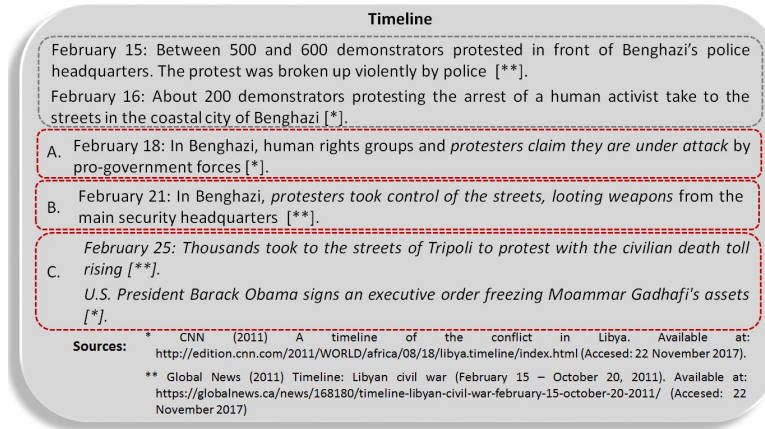 Timeline
February 15: Between 500 and 600 demonstrators protested in front of Benghazi's police
headquarters. The protest was broken up violently by police [**].
February 16: About 200 demonstrators protesting the arrest of a human activist take to the
streets in the coastal city of Benghazi [*].
A. February 18: In Benghazi, human rights groups and protesters claim they are under attack by
pro-government forces [*].
B. February 21: In Benghazi, protesters took control of the streets, looting weapons from the
main security headquarters [**].
C. February 25: Thousands took to the streets of Tripoli to protest with the civilian death toll
rising [**].
U.S. President Barack Obama signs an executive order freezing Moammar Gadhafi's assets
[*].
Sources: * CNN (2011) A timeline of the conflict in Libya. Available at:
http://edition.cnn.com/2011/WORLD/africa/08/18/libya.timeline/index.html (Accesed: 22 November 2017).
** Global News (2011) Timeline: Libyan civil war (February 15 – October 20, 2011). Available at:
https://globalnews.ca/news/168180/timeline-libyan-civil-war-february-15-october-20-2011/ (Accesed: 22
November 2017)